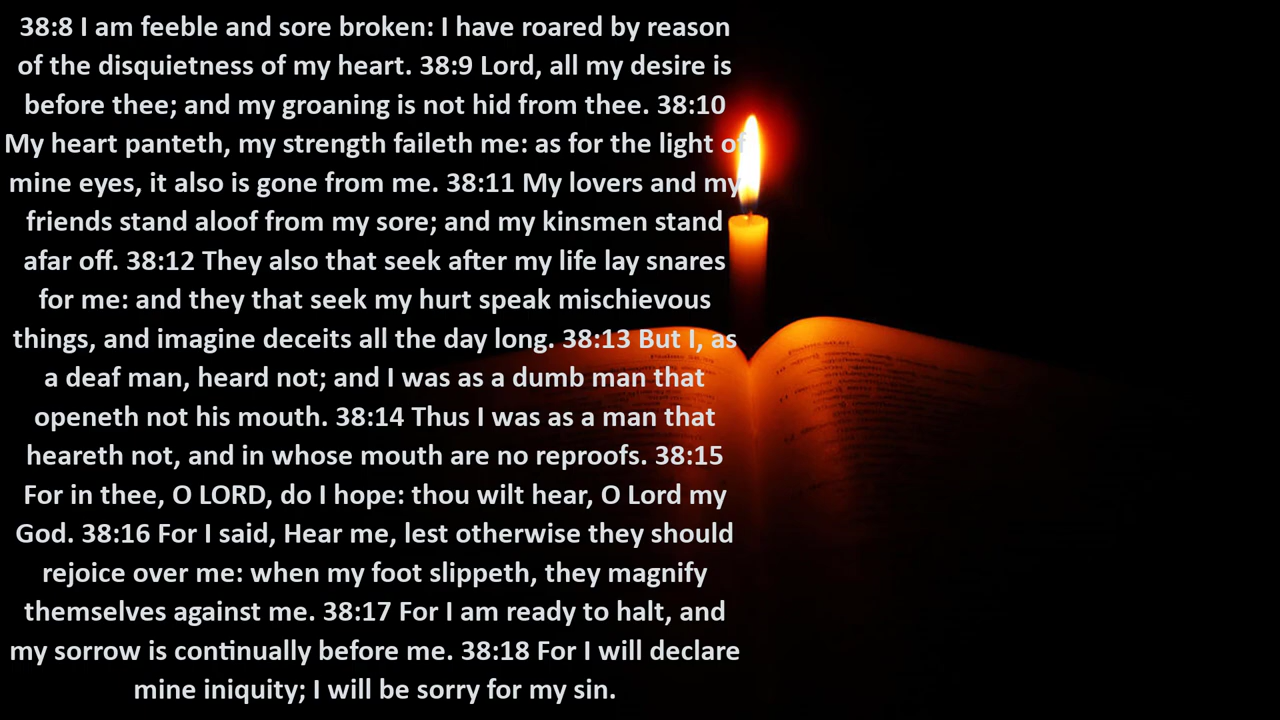 38:8 I am feeble and sore broken: I have roared by reason
of the disquietness of my heart. 38:9 Lord, all my desire is
before thee; and my groaning is not hid from thee. 38:10
My heart panteth, my strength faileth me: as for the light of
mine eyes, it also is gone from me. 38:11 My lovers and my
friends stand aloof from my sore; and my kinsmen stand
afar off. 38:12 They also that seek after my life lay snares
for me: and they that seek my hurt speak mischievous
things, and imagine deceits all the day long. 38:13 But I, as
a deaf man, heard not; and I was as a dumb man that
openeth not his mouth. 38:14 Thus I was as a man that
heareth not, and in whose mouth are no reproofs. 38:15
For in thee, O LORD, do I hope: thou wilt hear, O Lord my
God. 38:16 For I said, Hear me, lest otherwise they should
rejoice over me: when my foot slippeth, they magnify
themselves against me. 38:17 For I am ready to halt, and
my sorrow is continually before me. 38:18 For I will declare
mine iniquity; I will be sorry for my sin.